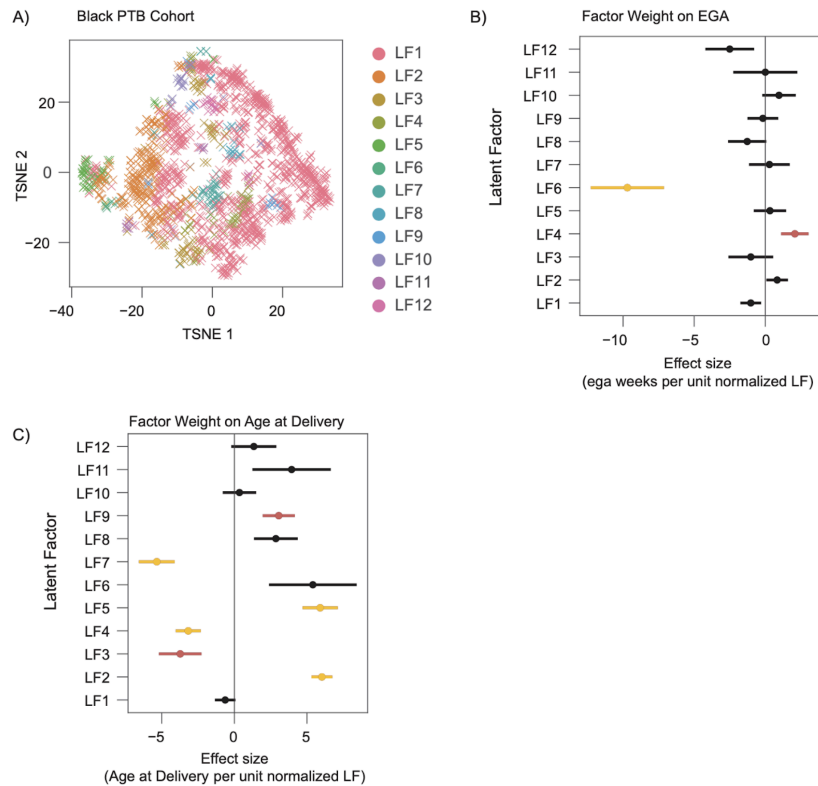 A) Black PTB Cohort
20
0
−20
−40
−20
0
20
TSNE 2
TSNE 1
LF1
LF2
LF3
LF4
LF5
LF6
LF7
LF8
LF9
LF10
LF11
LF12
B) Factor Weight on EGA
LF12
LF11
LF10
LF9
LF8
LF7
LF6
LF5
LF4
LF3
LF2
LF1
Latent Factor
−10
−5
0
Effect size
(ega weeks per unit normalized LF)
C) Factor Weight on Age at Delivery
LF12
LF11
LF10
LF9
LF8
LF7
LF6
LF5
LF4
LF3
LF2
LF1
Latent Factor
−5
0
5
Effect size
(Age at Delivery per unit normalized LF)